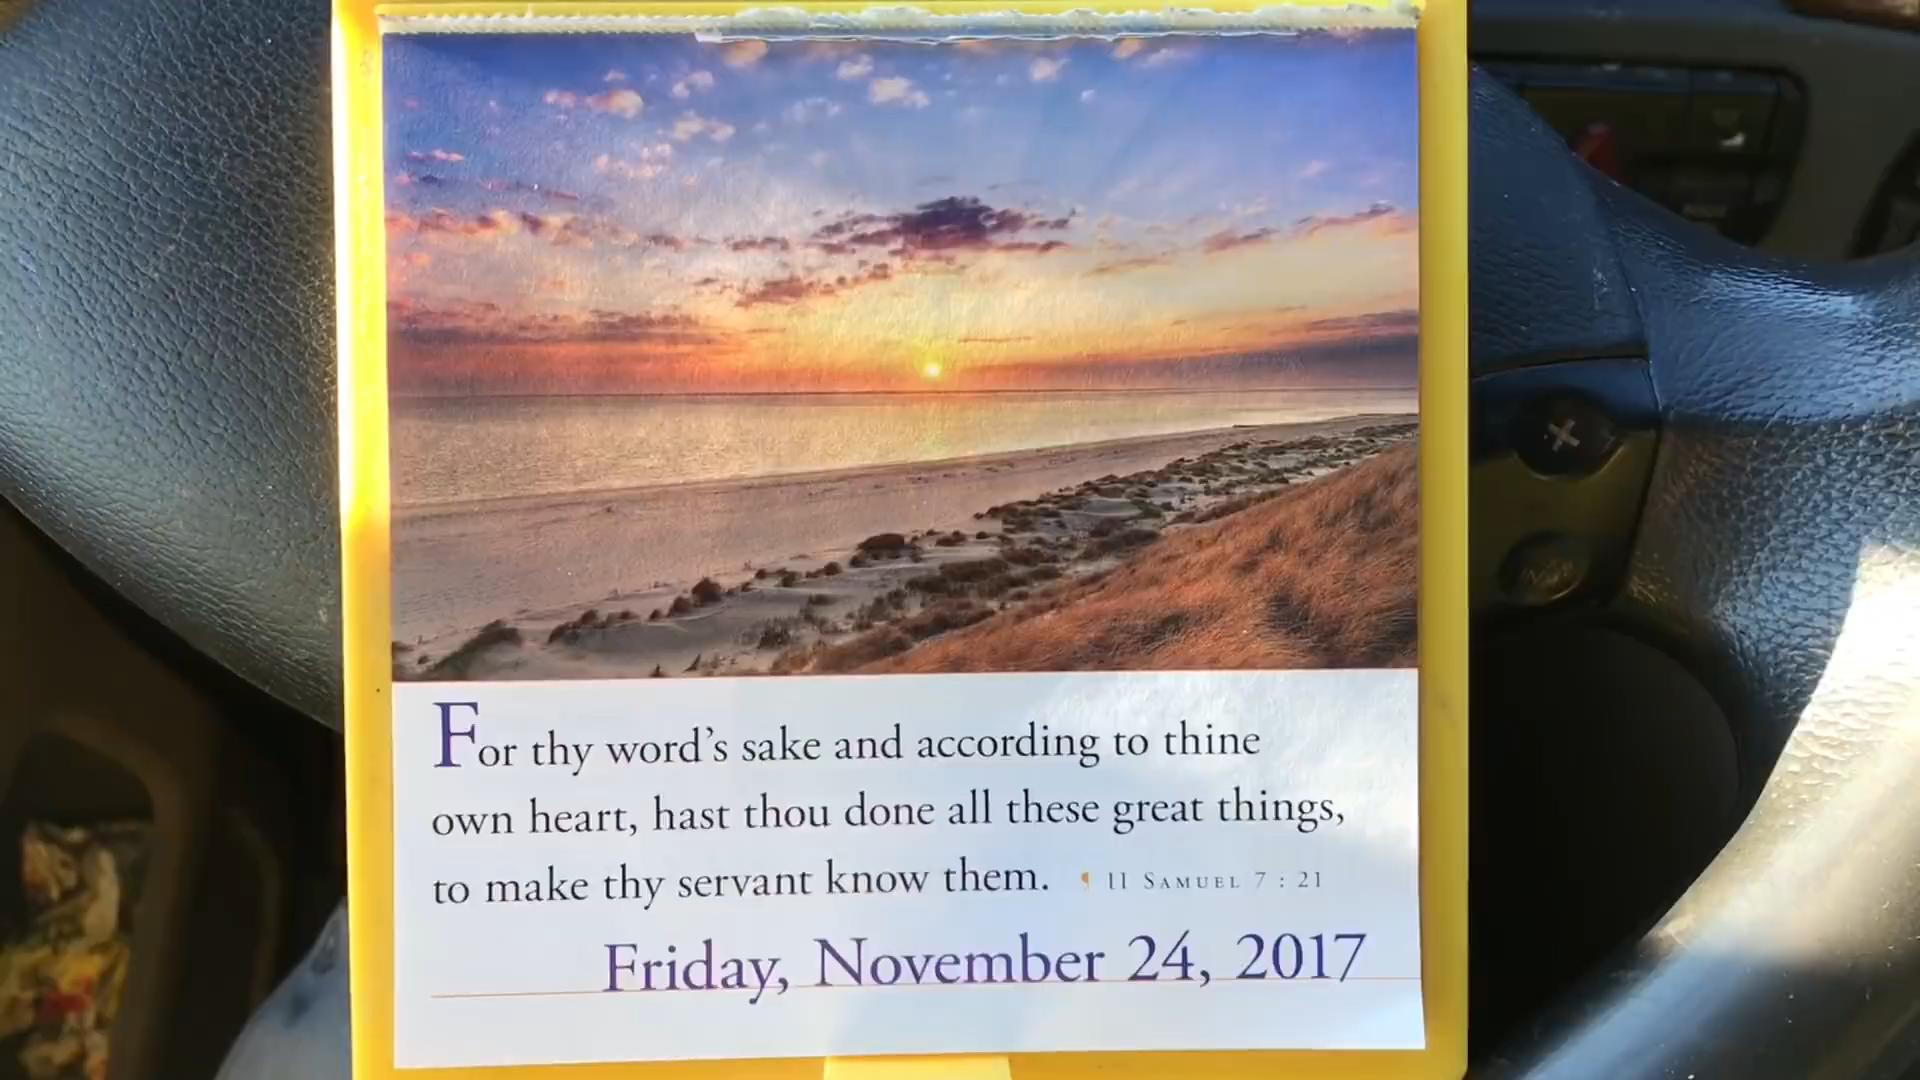 For thy word's sake and according to thine
own heart, hast thou done all these great things,
to make thy servant know them. ¶ II SAMUEL 7 : 21
Friday, November 24, 2017